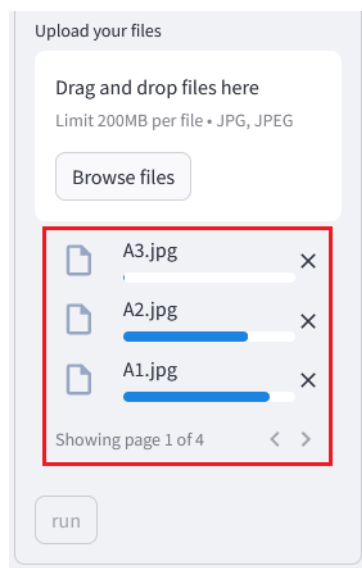 Upload your files
Drag and drop files here
Limit 200MB per file • JPG, JPEG
Browse files
A3.jpg
A2.jpg
A1.jpg
Showing page 1 of 4
run